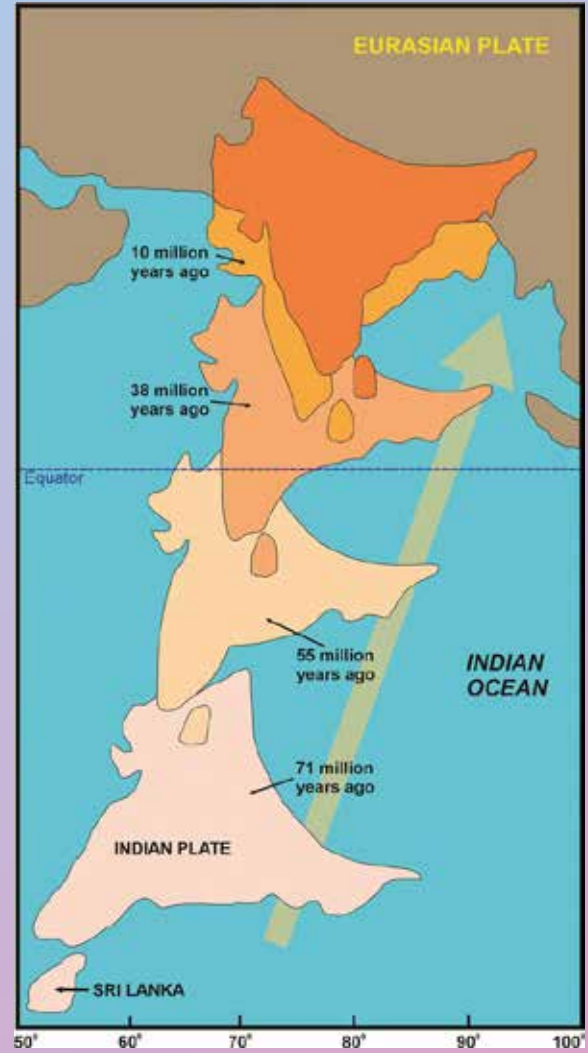 EURASIAN PLATE
10 million
years ago
38 million
years ago
Equator
55 million
years ago
INDIAN
OCEAN
71 million
years ago
INDIAN PLATE
SRI LANKA
50° 60° 70° 80° 90° 100°